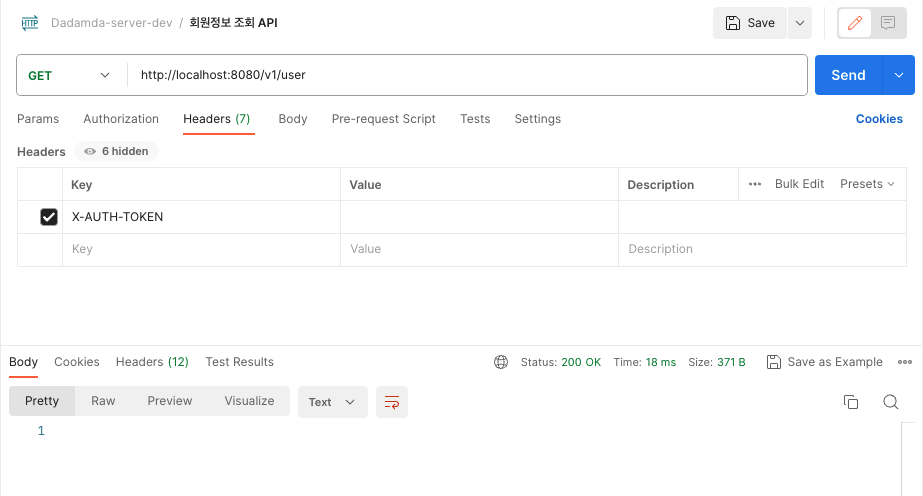 HTTP Dadamda-server-dev / 회원정보 조회 API Save
GET http://localhost:8080/v1/user Send
Params Authorization Headers (7) Body Pre-request Script Tests Settings Cookies
Headers 6 hidden
Key Value Description Bulk Edit Presets
X-AUTH-TOKEN
Key Value Description
Body Cookies Headers (12) Test Results Status: 200 OK Time: 18 ms Size: 371 B Save as Example
Pretty Raw Preview Visualize Text
1